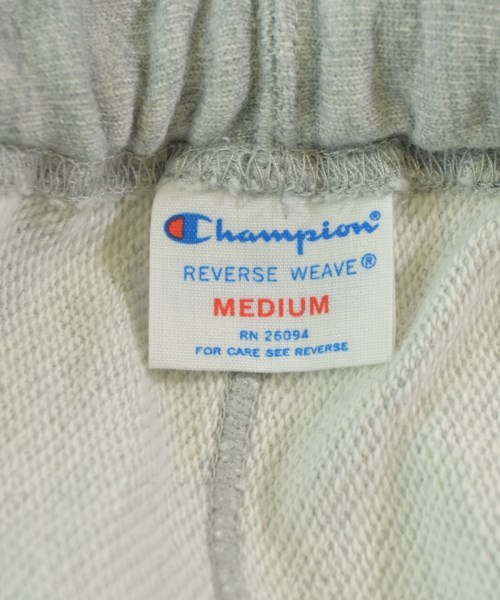 Champion®
REVERSE WEAVE®
MEDIUM
RN 26094
FOR CARE SEE REVERSE